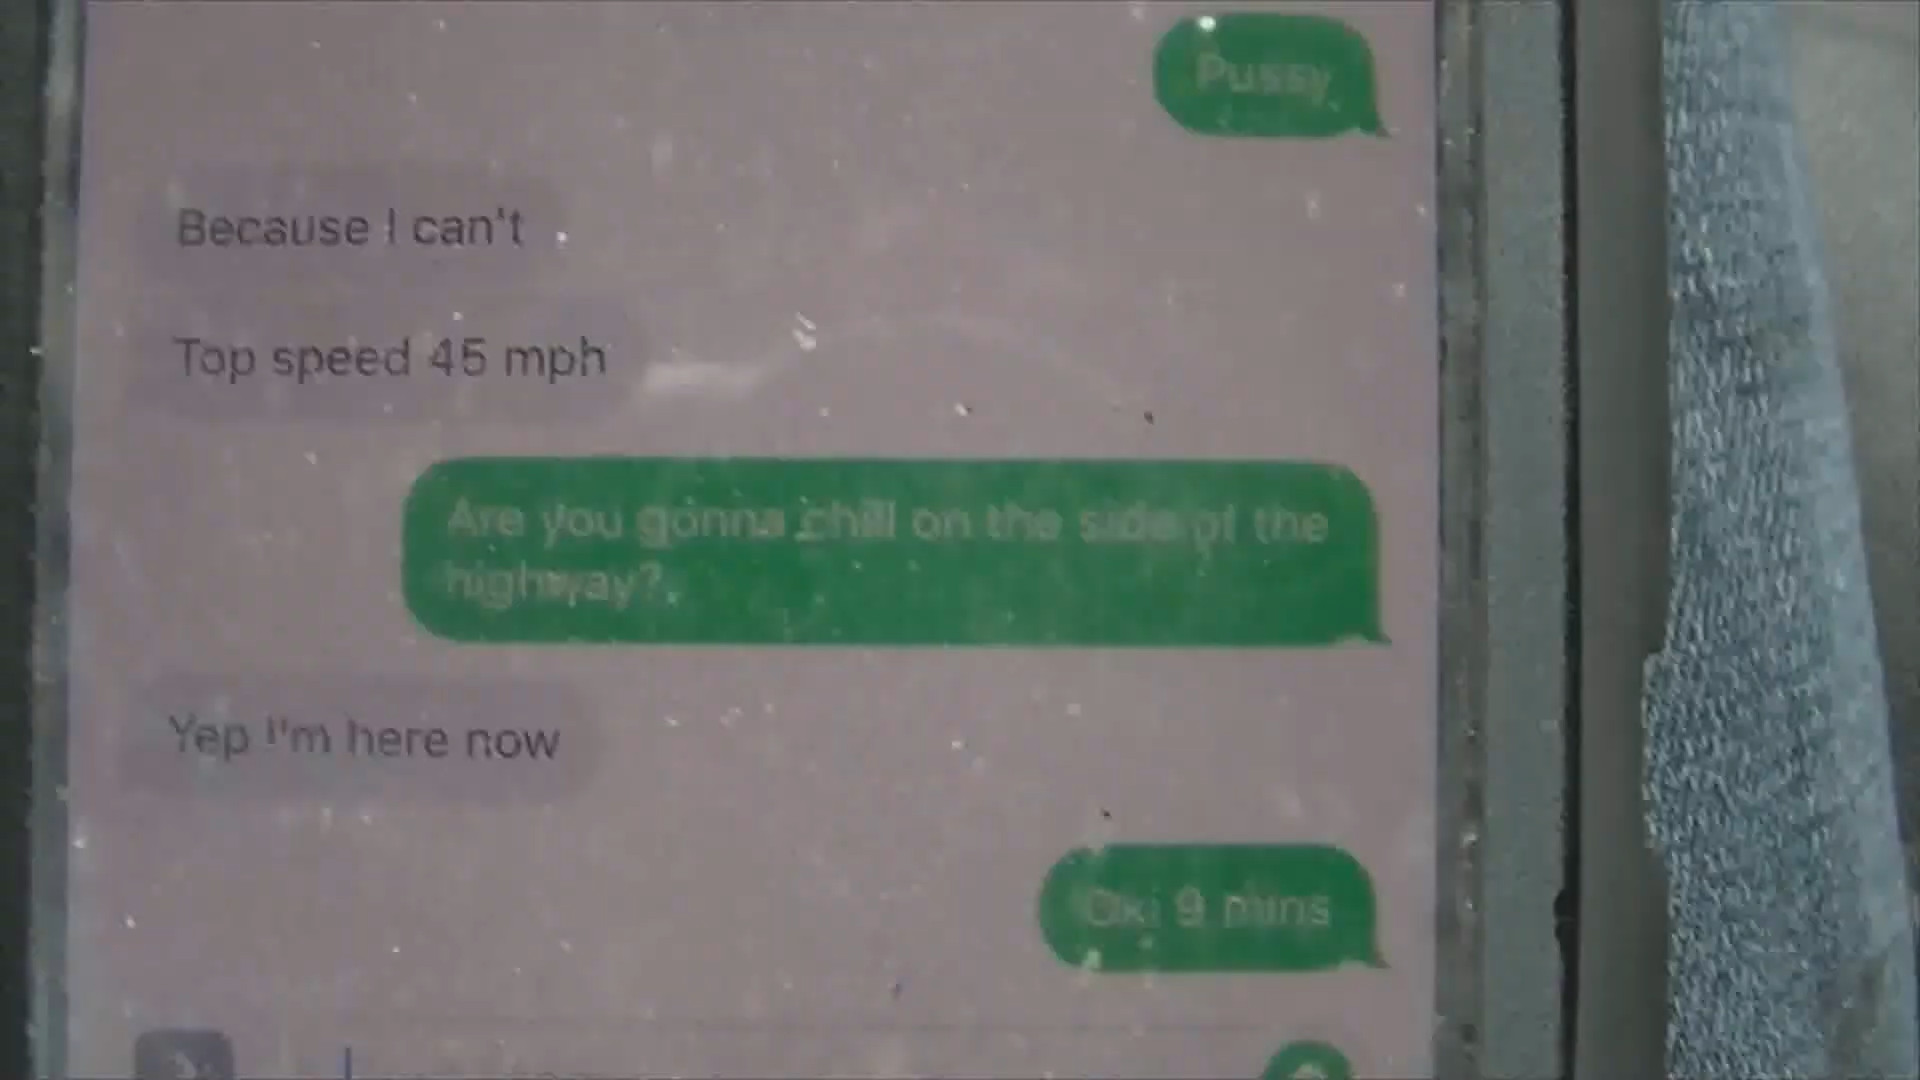 Pussy
Because I can't
Top speed 45 mph
Are you gonna chill on the side of the
highway?
Yep I'm here now
Ok. 9 mins